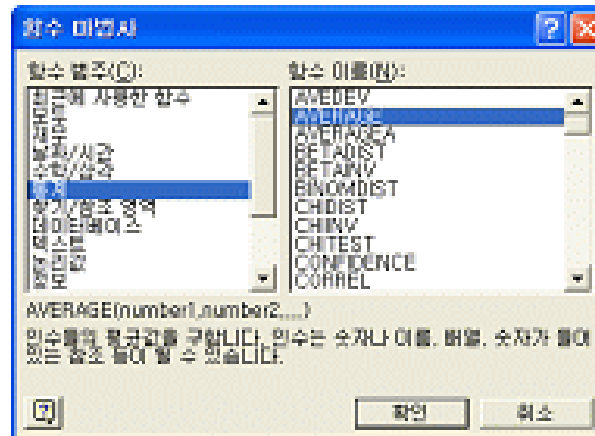 함수 마법사
함수 범주(C):
최근에 사용한 함수
모두
재무
날짜/시간
수학/삼각
통계
찾기/참조 영역
데이터베이스
텍스트
논리값
정보
함수 이름(N):
AVEDEV
AVERAGE
AVERAGEA
BETADIST
BETAINV
BINOMDIST
CHIDIST
CHIINV
CHITEST
CONFIDENCE
CORREL
AVERAGE(number1,number2,...)
인수들의 평균값을 구합니다. 인수는 숫자나 이름, 배열, 숫자가 들어
있는 참조 등이 될 수 있습니다.
확인
취소